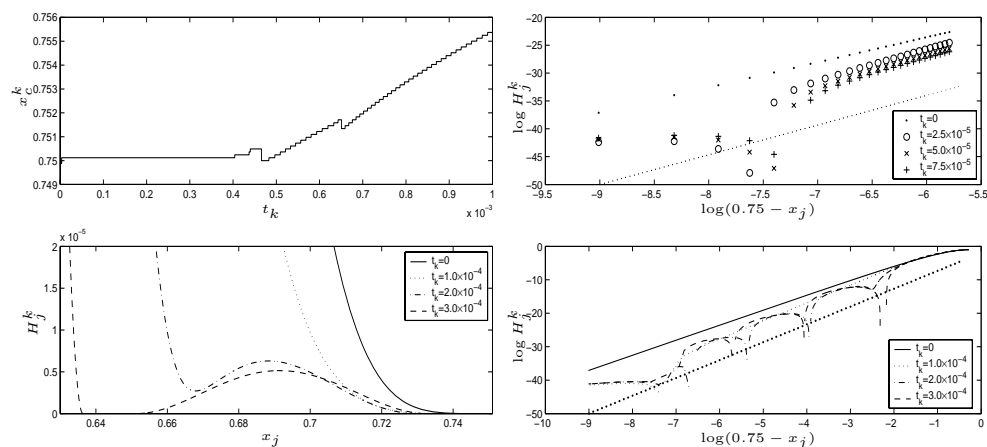 0.756
0.755
0.754
0.753
0.752
0.751
0.75
0.749
x_c^k
0 0.1 0.2 0.3 0.4 0.5 0.6 0.7 0.8 0.9 1
t_k
x 10^{-3}
-20
-25
-30
-35
-40
-45
-50
log H_j^k
-9.5 -9 -8.5 -8 -7.5 -7 -6.5 -6 -5.5
log(0.75 − x_j)
t_k=0
t_k=2.5×10^{-5}
t_k=5.0×10^{-5}
t_k=7.5×10^{-5}
x 10^{-5}
2
1.5
1
0.5
0
H_j^k
0.64 0.66 0.68 0.70 0.72 0.74
x_j
t_k=0
t_k=1.0×10^{-4}
t_k=2.0×10^{-4}
t_k=3.0×10^{-4}
0
-10
-20
-30
-40
-50
log H_j^k
-10 -9 -8 -7 -6 -5 -4 -3 -2 -1 0
log(0.75 − x_j)
t_k=0
t_k=1.0×10^{-4}
t_k=2.0×10^{-4}
t_k=3.0×10^{-4}